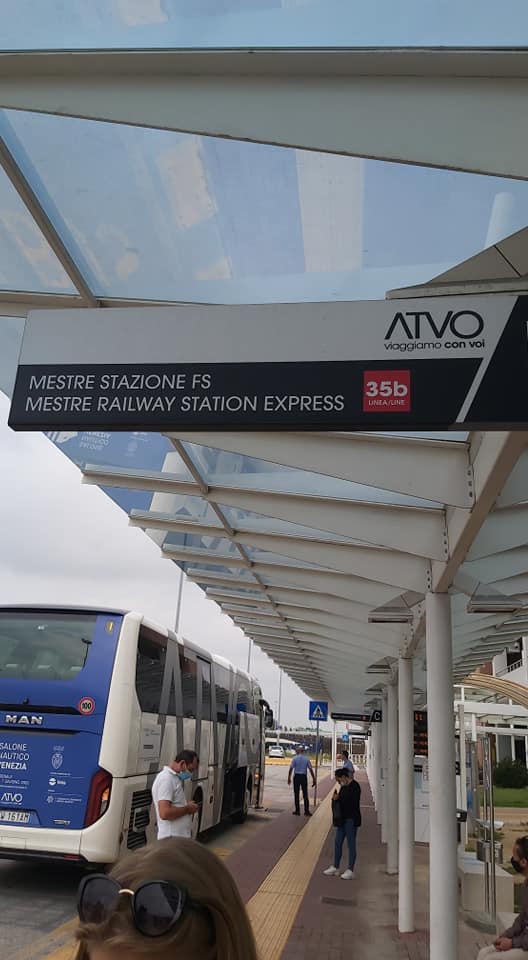 ATVO
viaggiamo con voi
MESTRE STAZIONE FS
MESTRE RAILWAY STATION EXPRESS
35b
LINEA/LINE
MAN
100
SALONE
NAUTICO
VENEZIA
ATVO
C